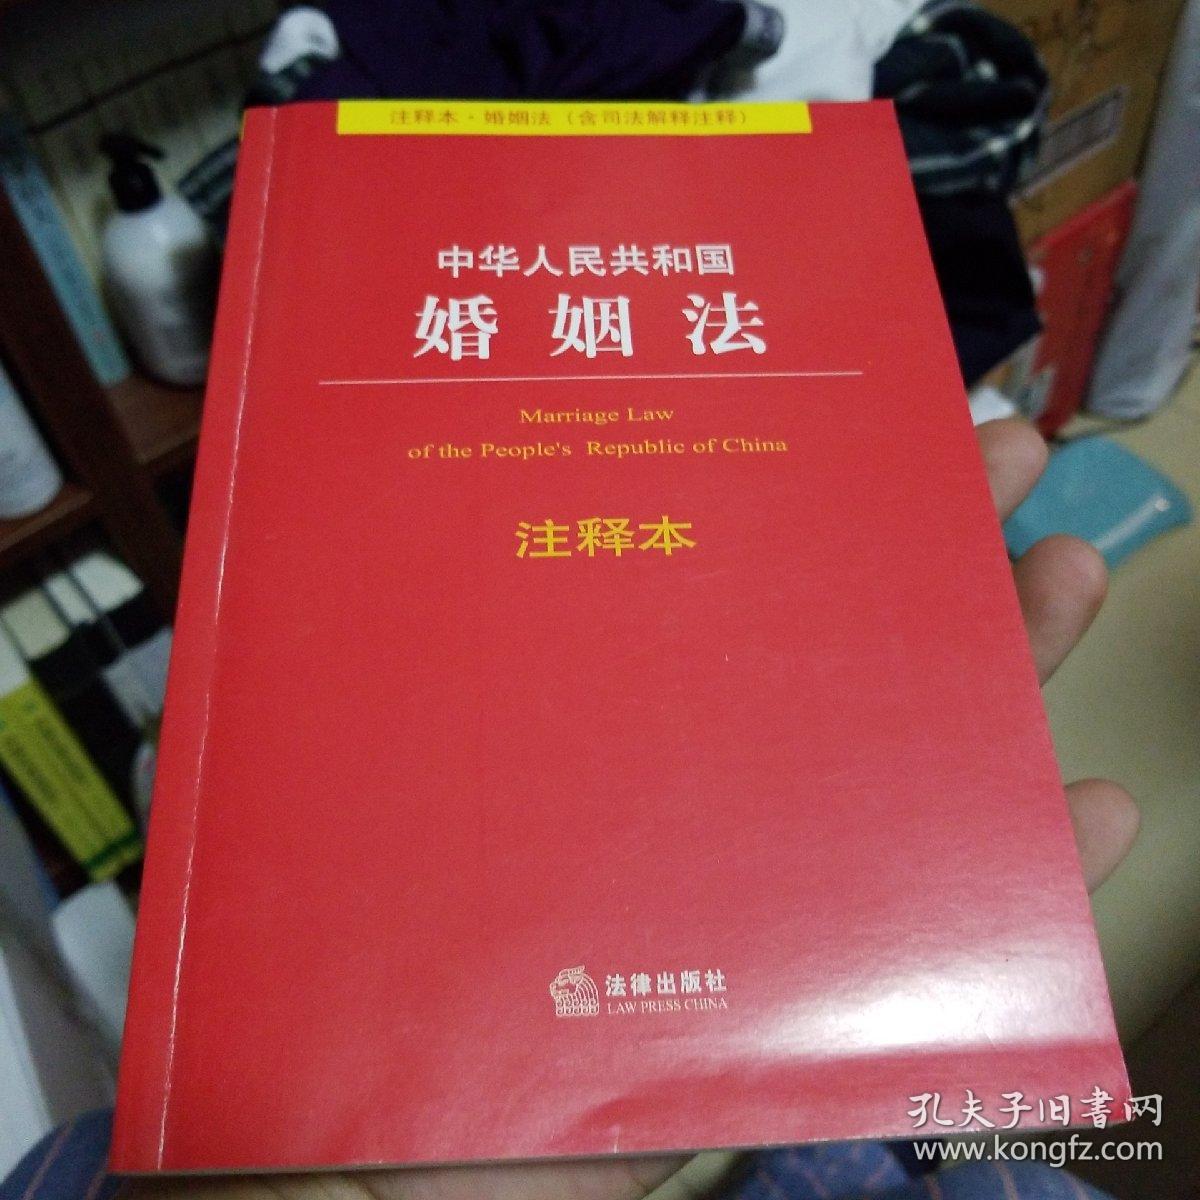 注释本·婚姻法（含司法解释注释）
中华人民共和国
婚姻法
Marriage Law
of the People's Republic of China
注释本
法律出版社
LAW PRESS CHINA
孔夫子旧书网
www.kongfz.com